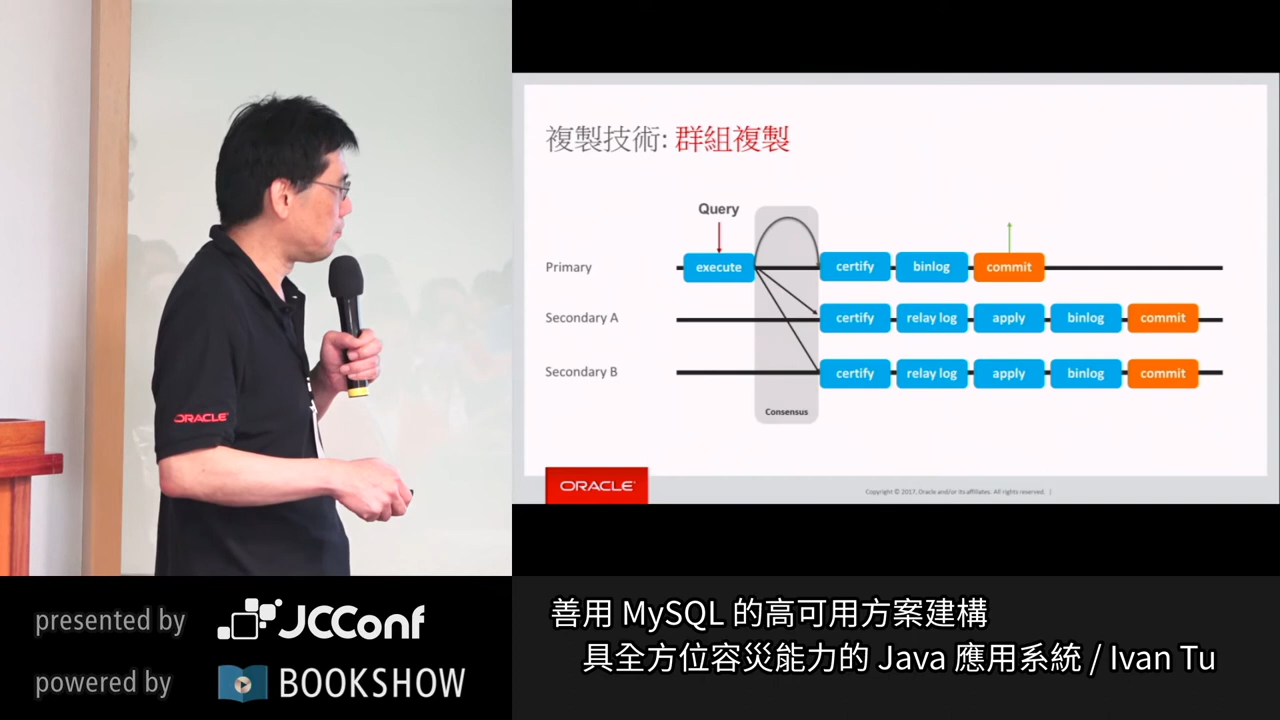 ORACLE
複製技術: 群組複製
Query
Primary execute certify binlog commit
Secondary A certify relay log apply binlog commit
Secondary B certify relay log apply binlog commit
Consensus
ORACLE
Copyright © 2017, Oracle and/or its affiliates. All rights reserved. |
presented by JCConf
powered by BOOKSHOW
善用 MySQL 的高可用方案建構
具全方位容災能力的 Java 應用系統 / Ivan Tu